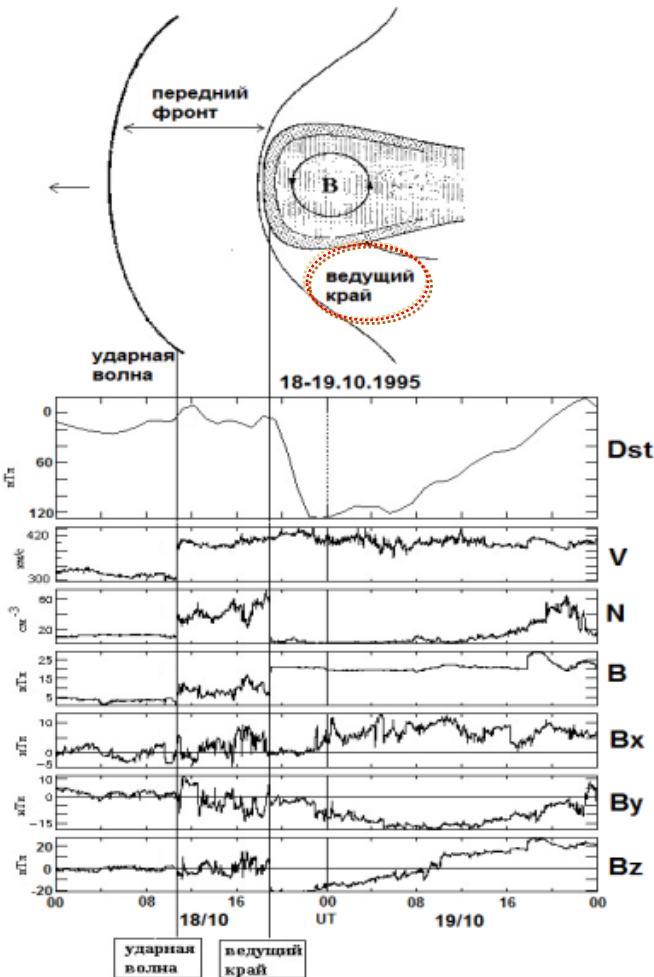 передний
фронт
B
ведущий
край
ударная
волна
18-19.10.1995
0
60
120
нТл
Dst
420
300
км/с
V
60
20
см-3
N
25
15
5
нТл
B
10
0
-5
нТл
Bx
10
0
-15
нТл
By
20
0
-20
нТл
Bz
00 08 16 00 08 16 00
18/10 UT 19/10
ударная
волна
ведущий
край